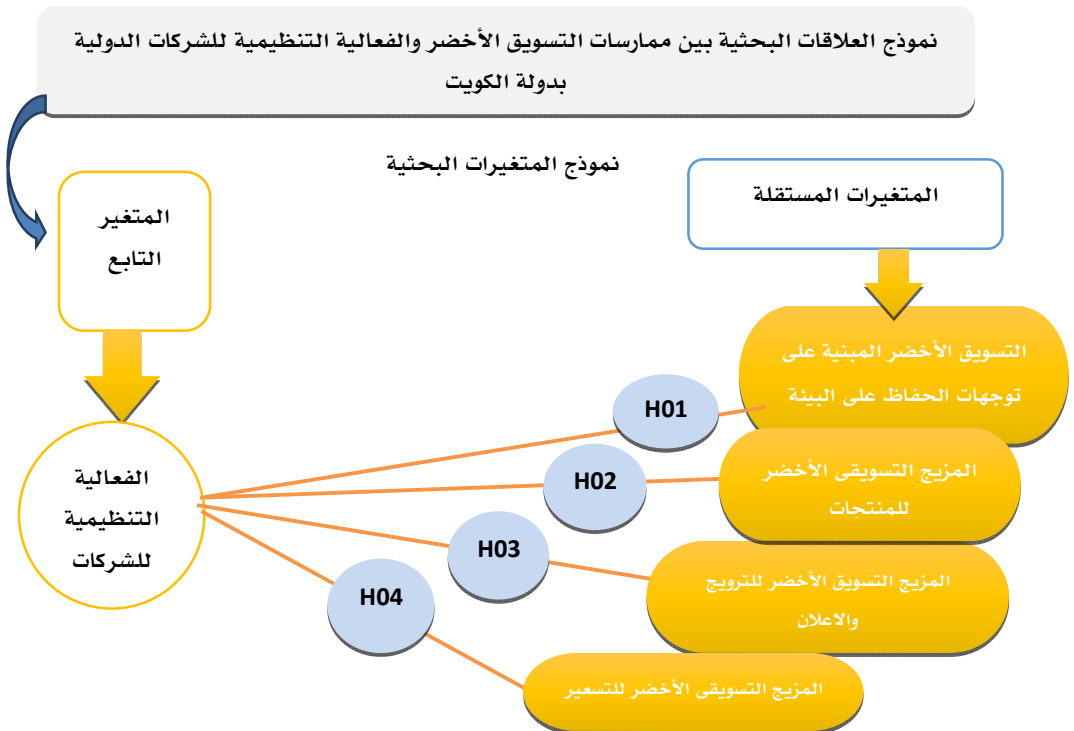 نموذج العلاقات البحثية بين ممارسات التسويق الأخضر والفعالية التنظيمية للشركات الدولية
بدولة الكويت
نموذج المتغيرات البحثية
المتغيرات المستقلة
المتغير
التابع
التسويق الأخضر المبنية على
توجهات الحفاظ على البيئة
H01
المزيج التسويقى الأخضر
للمنتجات
H02
الفعالية
التنظيمية
للشركات
H03
المزيج التسويق الأخضر للترويج
والاعلان
H04
المزيج التسويقى الأخضر للتسعير